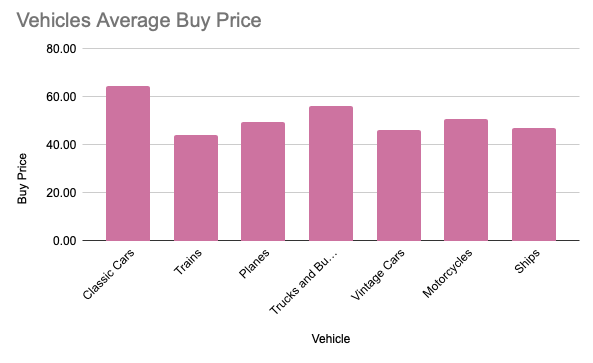 Vehicles Average Buy Price
80.00
60.00
40.00
20.00
0.00
Buy Price
Classic Cars
Trains
Planes
Trucks and Bu...
Vintage Cars
Motorcycles
Ships
Vehicle